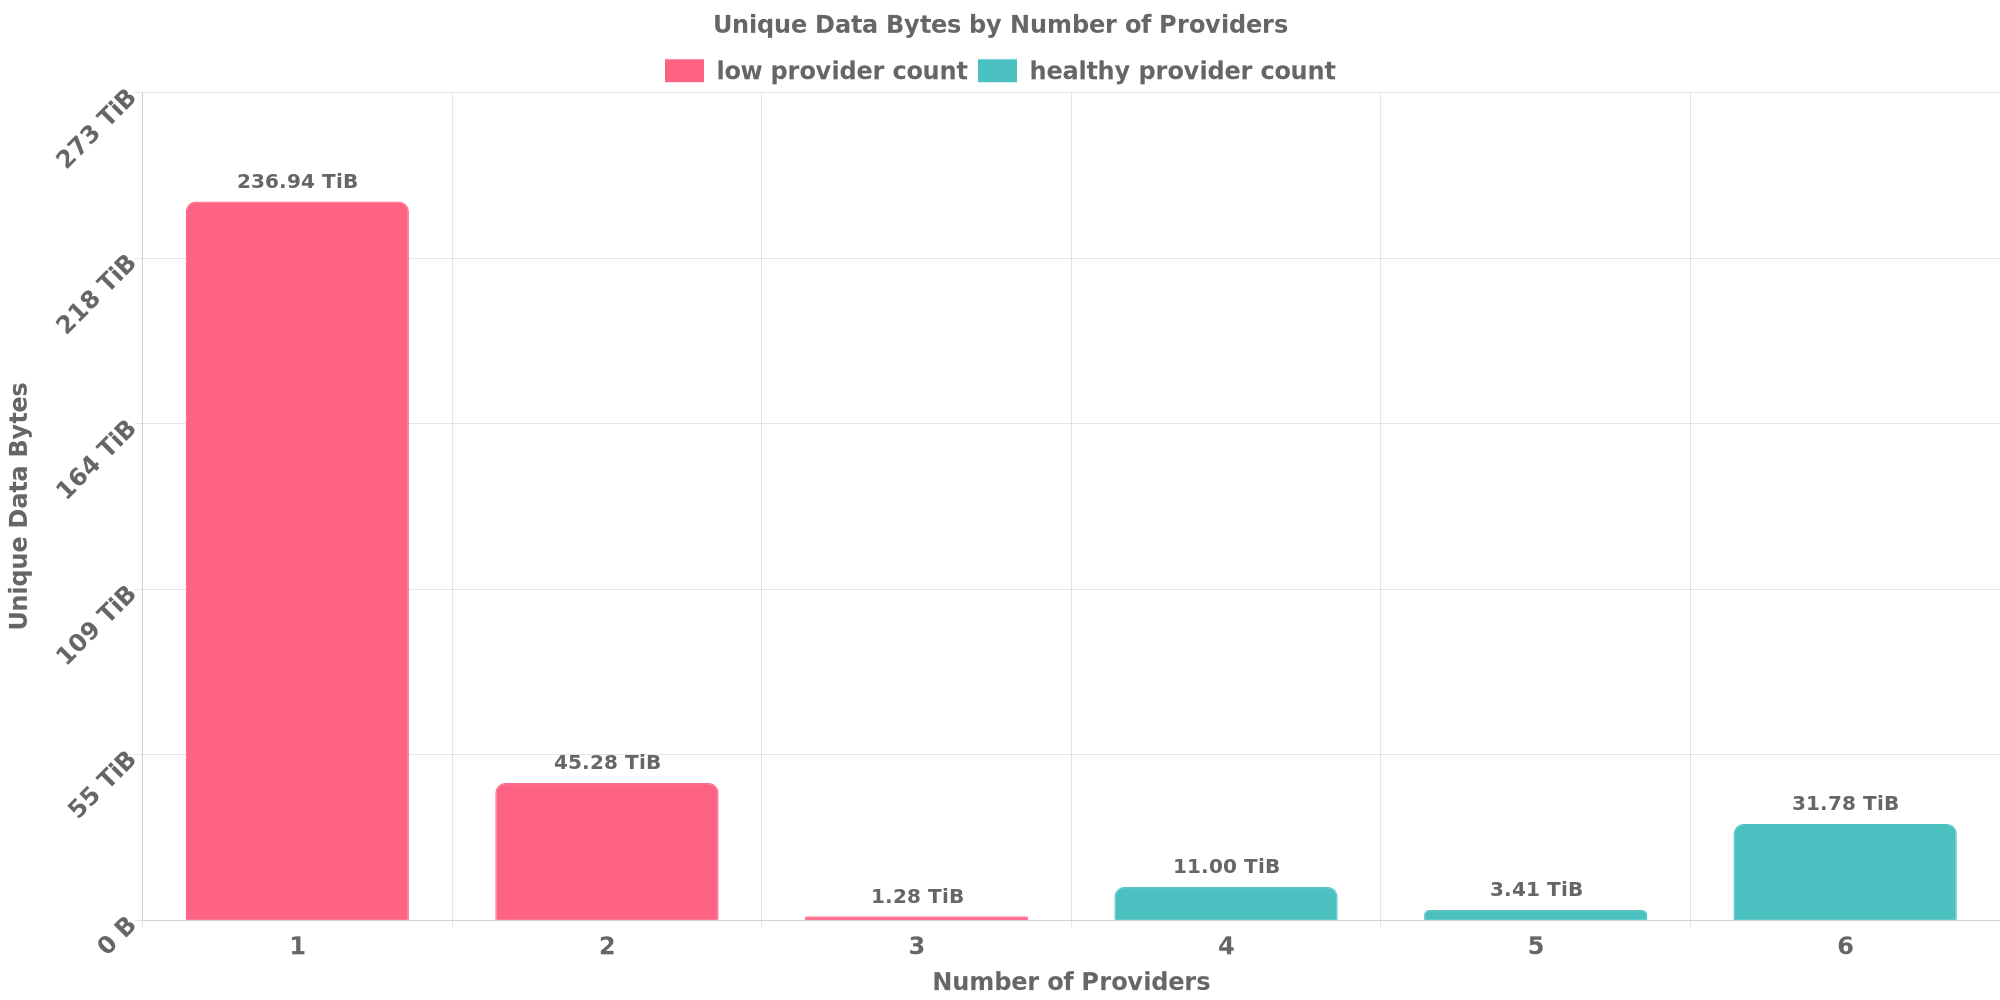 Unique Data Bytes by Number of Providers
low provider count healthy provider count
273 TiB
218 TiB
164 TiB
109 TiB
55 TiB
0 B
Unique Data Bytes
236.94 TiB
45.28 TiB
1.28 TiB
11.00 TiB
3.41 TiB
31.78 TiB
1 2 3 4 5 6
Number of Providers